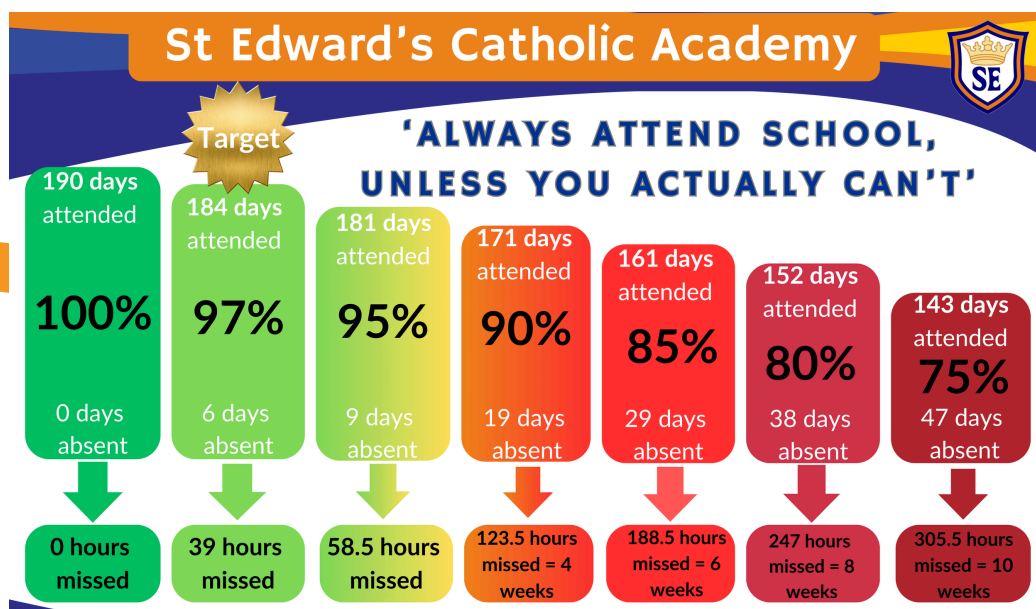 St Edward's Catholic Academy
SE
Target
'ALWAYS ATTEND SCHOOL,
UNLESS YOU ACTUALLY CAN'T'
190 days
attended
100%
0 days
absent
0 hours
missed
184 days
attended
97%
6 days
absent
39 hours
missed
181 days
attended
95%
9 days
absent
58.5 hours
missed
171 days
attended
90%
19 days
absent
123.5 hours
missed = 4
weeks
161 days
attended
85%
29 days
absent
188.5 hours
missed = 6
weeks
152 days
attended
80%
38 days
absent
247 hours
missed = 8
weeks
143 days
attended
75%
47 days
absent
305.5 hours
missed = 10
weeks